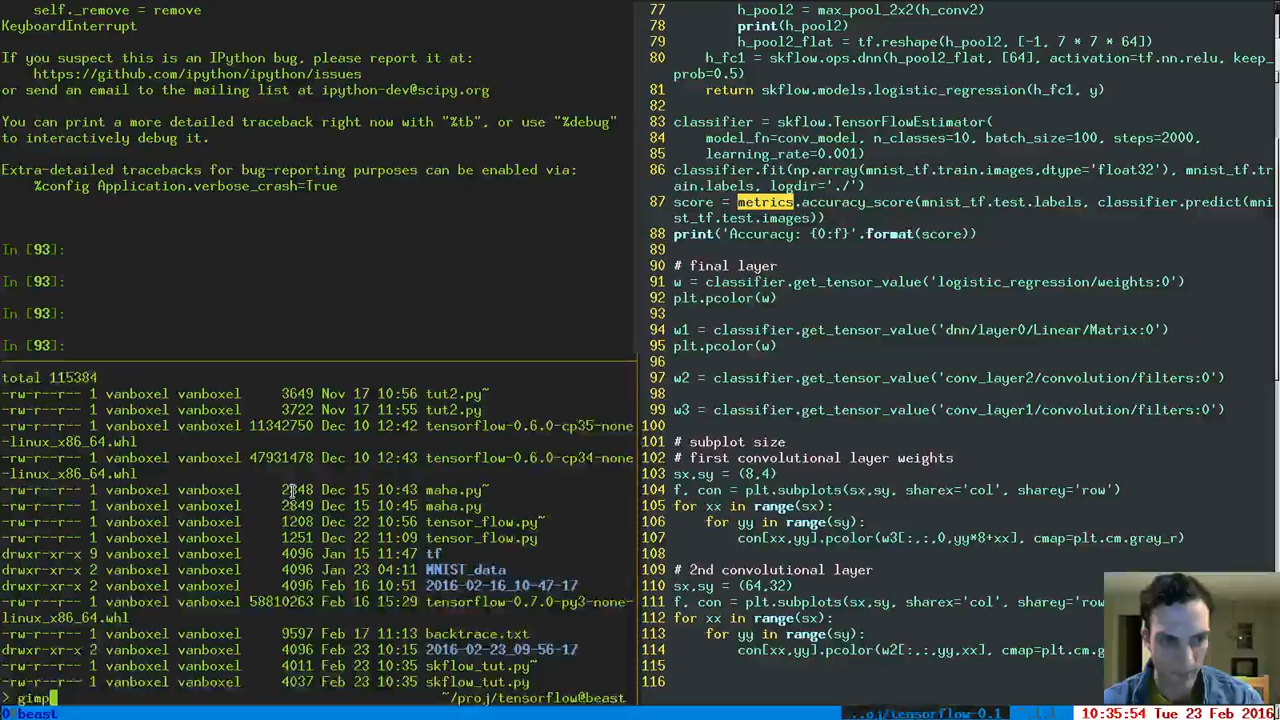 self._remove = remove
KeyboardInterrupt
If you suspect this is an IPython bug, please report it at:
https://github.com/ipython/ipython/issues
or send an email to the mailing list at ipython-dev@scipy.org
You can print a more detailed traceback right now with "%tb", or use "%debug"
to interactively debug it.
Extra-detailed tracebacks for bug-reporting purposes can be enabled via:
%config Application.verbose_crash=True
In [93]:
In [93]:
In [93]:
In [93]:
total 115384
-rw-r--r-- 1 vanboxel vanboxel 3649 Nov 17 10:56 tut2.py~
-rw-r--r-- 1 vanboxel vanboxel 3722 Nov 17 11:55 tut2.py
-rw-r--r-- 1 vanboxel vanboxel 11342750 Dec 10 12:42 tensorflow-0.6.0-cp35-none
-linux_x86_64.whl
-rw-r--r-- 1 vanboxel vanboxel 47931478 Dec 10 12:43 tensorflow-0.6.0-cp34-none
-linux_x86_64.whl
-rw-r--r-- 1 vanboxel vanboxel 2848 Dec 15 10:43 maha.py~
-rw-r--r-- 1 vanboxel vanboxel 2849 Dec 15 10:45 maha.py
-rw-r--r-- 1 vanboxel vanboxel 1208 Dec 22 10:56 tensor_flow.py~
-rw-r--r-- 1 vanboxel vanboxel 1251 Dec 22 11:09 tensor_flow.py
drwxr-xr-x 9 vanboxel vanboxel 4096 Jan 15 11:47 tf
drwxr-xr-x 2 vanboxel vanboxel 4096 Jan 23 04:11 MNIST_data
drwxr-xr-x 2 vanboxel vanboxel 4096 Feb 16 10:51 2016-02-16_10-47-17
-rw-r--r-- 1 vanboxel vanboxel 58810263 Feb 16 15:29 tensorflow-0.7.0-py3-none-
linux_x86_64.whl
-rw-r--r-- 1 vanboxel vanboxel 9597 Feb 17 11:13 backtrace.txt
drwxr-xr-x 2 vanboxel vanboxel 4096 Feb 23 10:15 2016-02-23_09-56-17
-rw-r--r-- 1 vanboxel vanboxel 4011 Feb 23 10:35 skflow_tut.py~
-rw-r--r-- 1 vanboxel vanboxel 4037 Feb 23 10:35 skflow_tut.py
> gimp ~/proj/tensorflow@beast
77 h_pool2 = max_pool_2x2(h_conv2)
78 print(h_pool2)
79 h_pool2_flat = tf.reshape(h_pool2, [-1, 7 * 7 * 64])
80 h_fc1 = skflow.ops.dnn(h_pool2_flat, [64], activation=tf.nn.relu, keep_
prob=0.5)
81 return skflow.models.logistic_regression(h_fc1, y)
82
83 classifier = skflow.TensorFlowEstimator(
84 model_fn=conv_model, n_classes=10, batch_size=100, steps=2000,
85 learning_rate=0.001)
86 classifier.fit(np.array(mnist_tf.train.images,dtype='float32'), mnist_tf.tr
ain.labels, logdir='./')
87 score = metrics.accuracy_score(mnist_tf.test.labels, classifier.predict(mni
st_tf.test.images))
88 print('Accuracy: {0:f}'.format(score))
89
90 # final layer
91 w = classifier.get_tensor_value('logistic_regression/weights:0')
92 plt.pcolor(w)
93
94 w1 = classifier.get_tensor_value('dnn/layer0/Linear/Matrix:0')
95 plt.pcolor(w)
96
97 w2 = classifier.get_tensor_value('conv_layer2/convolution/filters:0')
98
99 w3 = classifier.get_tensor_value('conv_layer1/convolution/filters:0')
100
101 # subplot size
102 # first convolutional layer weights
103 sx,sy = (8,4)
104 f, con = plt.subplots(sx,sy, sharex='col', sharey='row')
105 for xx in range(sx):
106 for yy in range(sy):
107 con[xx,yy].pcolor(w3[:,:,0,yy*8+xx], cmap=plt.cm.gray_r)
108
109 # 2nd convolutional layer
110 sx,sy = (64,32)
111 f, con = plt.subplots(sx,sy, sharex='col', sharey='row
112 for xx in range(sx):
113 for yy in range(sy):
114 con[xx,yy].pcolor(w2[:,:,yy,xx], cmap=plt.cm.g
115
116
0 beast ..oj/tensorflow-0.1 10:35:54 Tue 23 Feb 2016